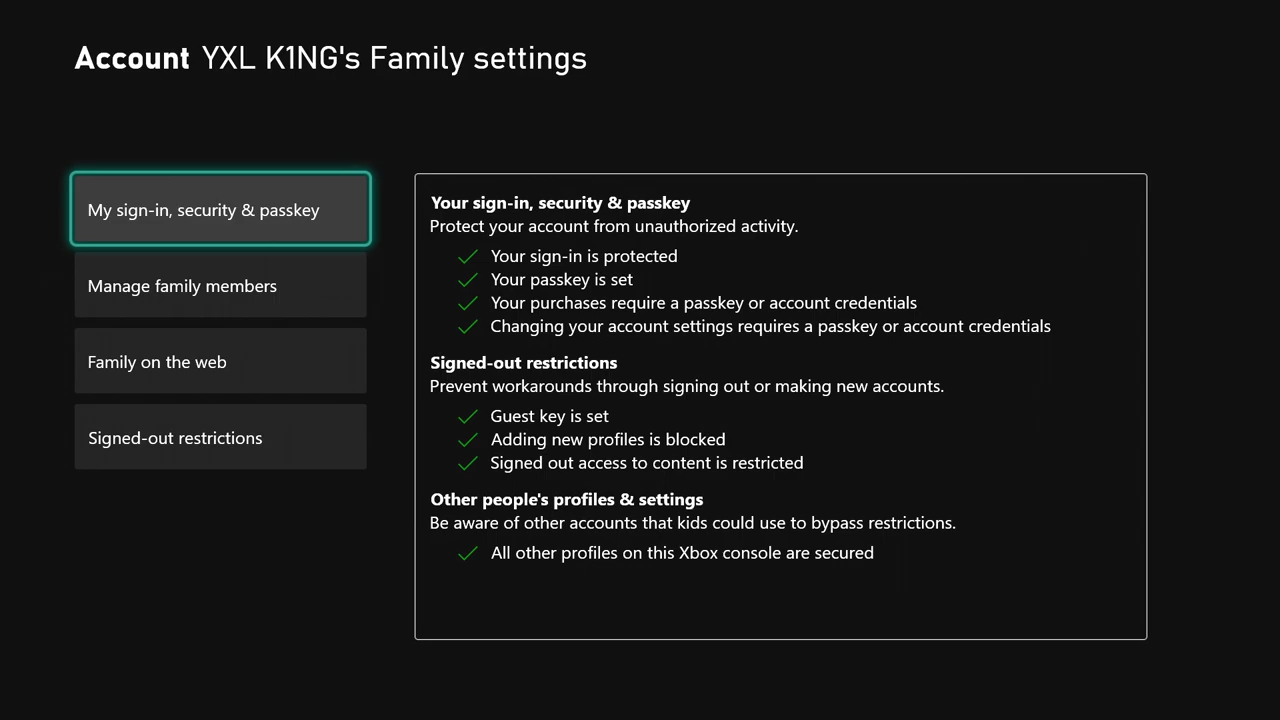 Account YXL K1NG's Family settings
My sign-in, security & passkey
Manage family members
Family on the web
Signed-out restrictions
Your sign-in, security & passkey
Protect your account from unauthorized activity.
Your sign-in is protected
Your passkey is set
Your purchases require a passkey or account credentials
Changing your account settings requires a passkey or account credentials
Signed-out restrictions
Prevent workarounds through signing out or making new accounts.
Guest key is set
Adding new profiles is blocked
Signed out access to content is restricted
Other people's profiles & settings
Be aware of other accounts that kids could use to bypass restrictions.
All other profiles on this Xbox console are secured